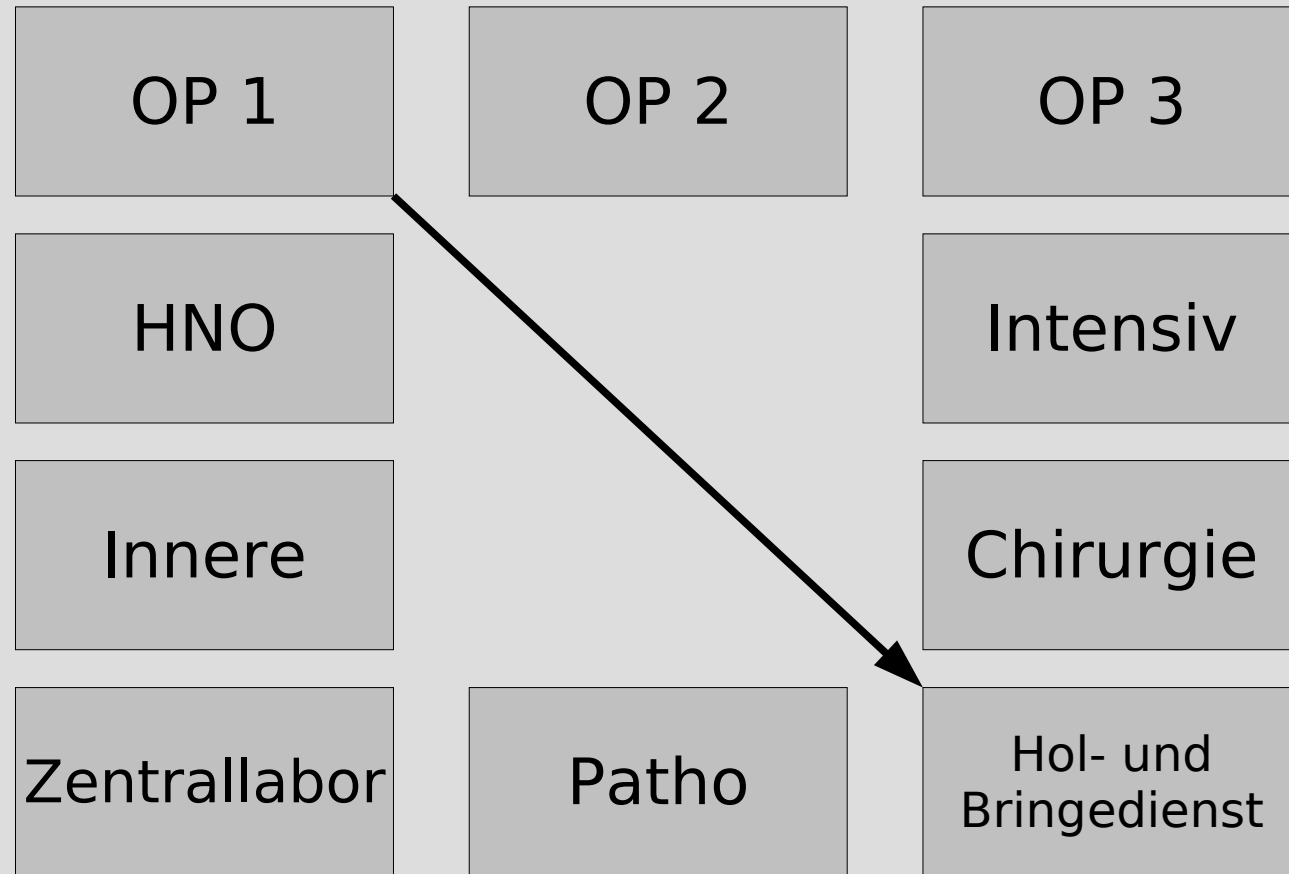 OP 1
OP 2
OP 3
HNO
Intensiv
Innere
Chirurgie
Zentrallabor
Patho
Hol- und
Bringedienst